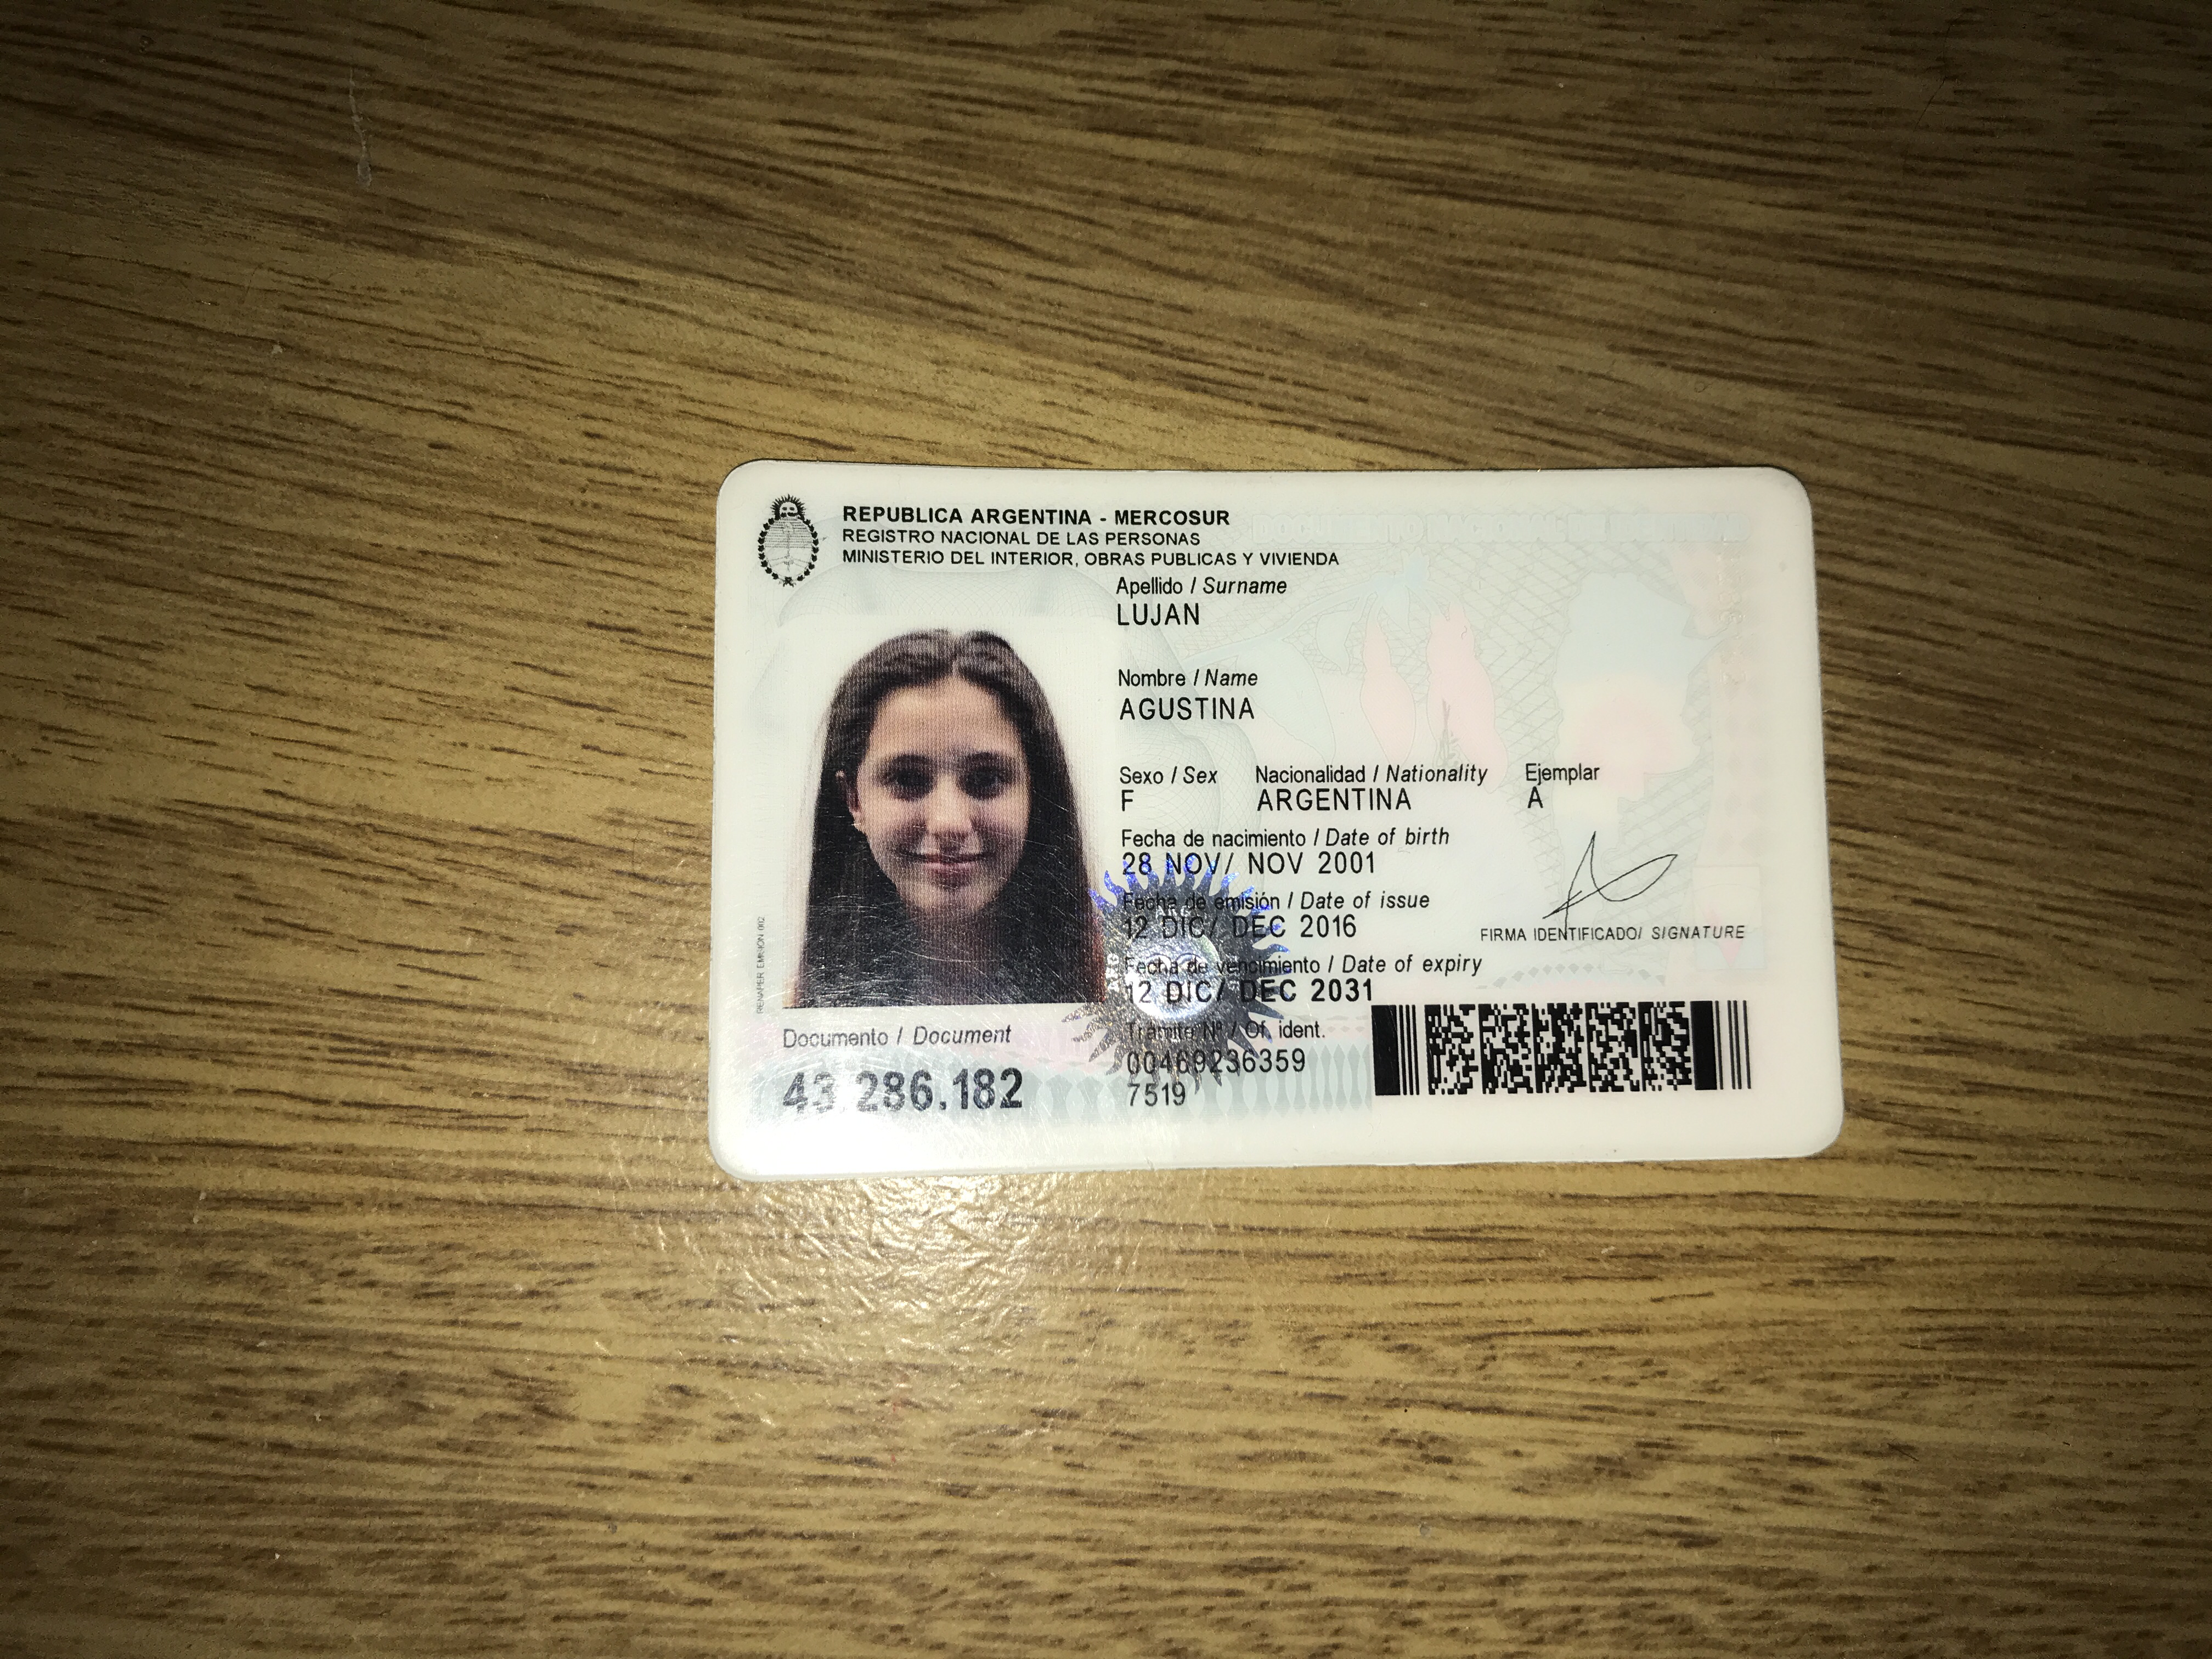 REPUBLICA ARGENTINA - MERCOSUR
REGISTRO NACIONAL DE LAS PERSONAS
MINISTERIO DEL INTERIOR, OBRAS PUBLICAS Y VIVIENDA
Apellido / Surname
LUJAN
Nombre / Name
AGUSTINA
Sexo / Sex Nacionalidad / Nationality Ejemplar
F ARGENTINA A
Fecha de nacimiento / Date of birth
28 NOV/ NOV 2001
Fecha de emisión / Date of issue
12 DIC/ DEC 2016
Fecha de vencimiento / Date of expiry
12 DIC/ DEC 2031
FIRMA IDENTIFICADO/ SIGNATURE
RENAPER EMISIÓN 002
Documento / Document
43.286.182
ARG
Trámite Nº / Of. ident.
00469236359
7519